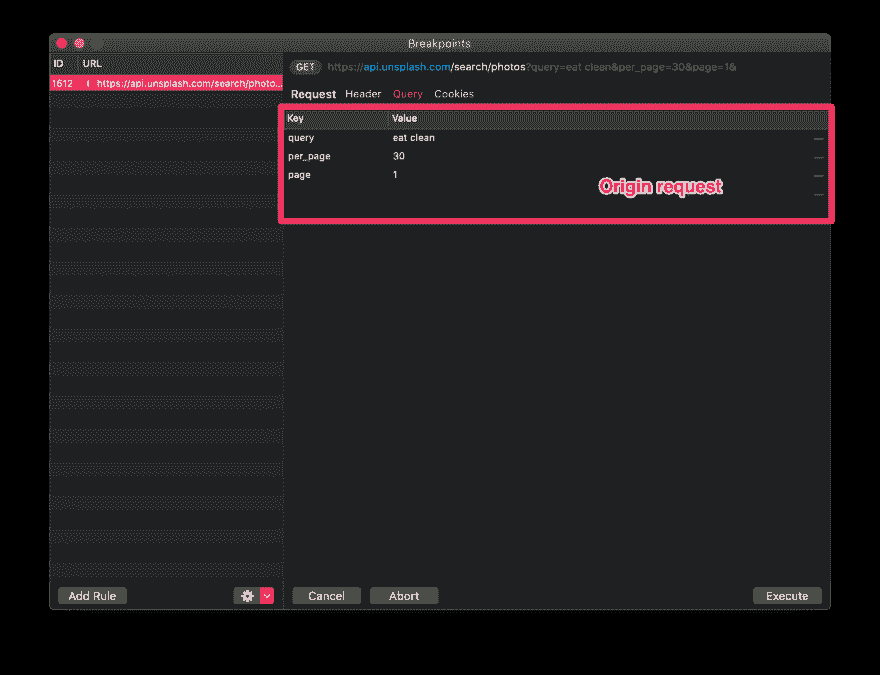 Breakpoints
ID URL
1612 https://api.unsplash.com/search/photo...
GET https://api.unsplash.com/search/photos?query=eat clean&per_page=30&page=1&
Request Header Query Cookies
Key Value
query eat clean
per_page 30
page 1
Origin request
Add Rule Cancel Abort Execute